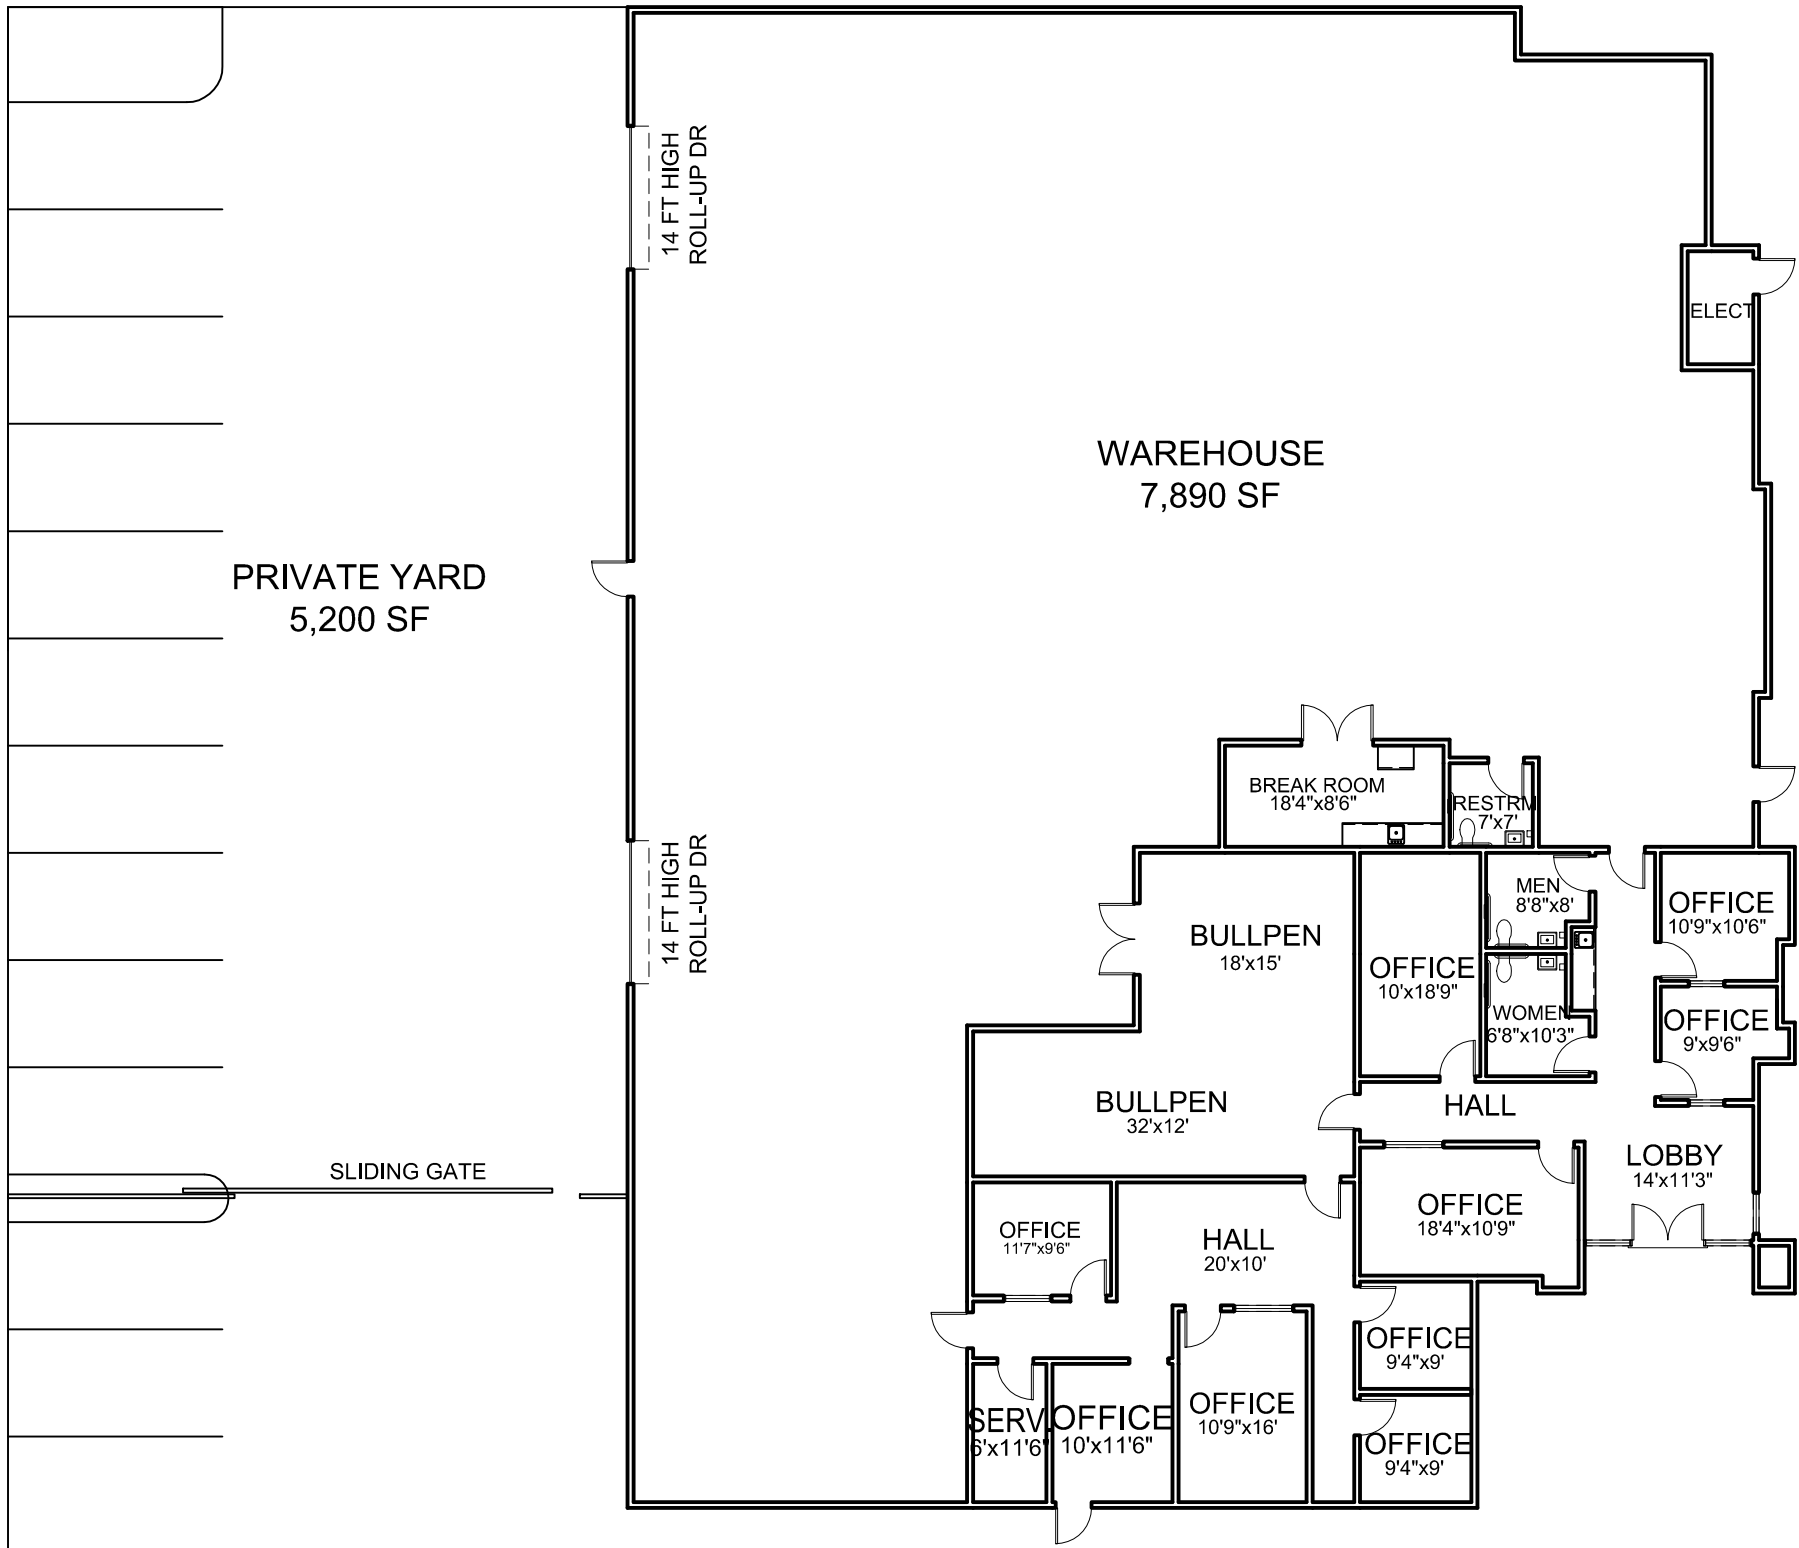 14 FT HIGH
ROLL-UP DR
ELECT
WAREHOUSE
7,890 SF
PRIVATE YARD
5,200 SF
BREAK ROOM
18'4"x8'6"
RESTRM
7'x7'
14 FT HIGH
ROLL-UP DR
MEN
8'8"x8'
OFFICE
10'9"x10'6"
BULLPEN
18'x15'
OFFICE
10'x18'9"
WOMEN
6'8"x10'3"
OFFICE
9'x9'6"
BULLPEN
32'x12'
HALL
SLIDING GATE
LOBBY
14'x11'3"
OFFICE
18'4"x10'9"
OFFICE
11'7"x9'6"
HALL
20'x10'
OFFICE
9'4"x9'
SERV.
6'x11'6"
OFFICE
10'x11'6"
OFFICE
10'9"x16'
OFFICE
9'4"x9'